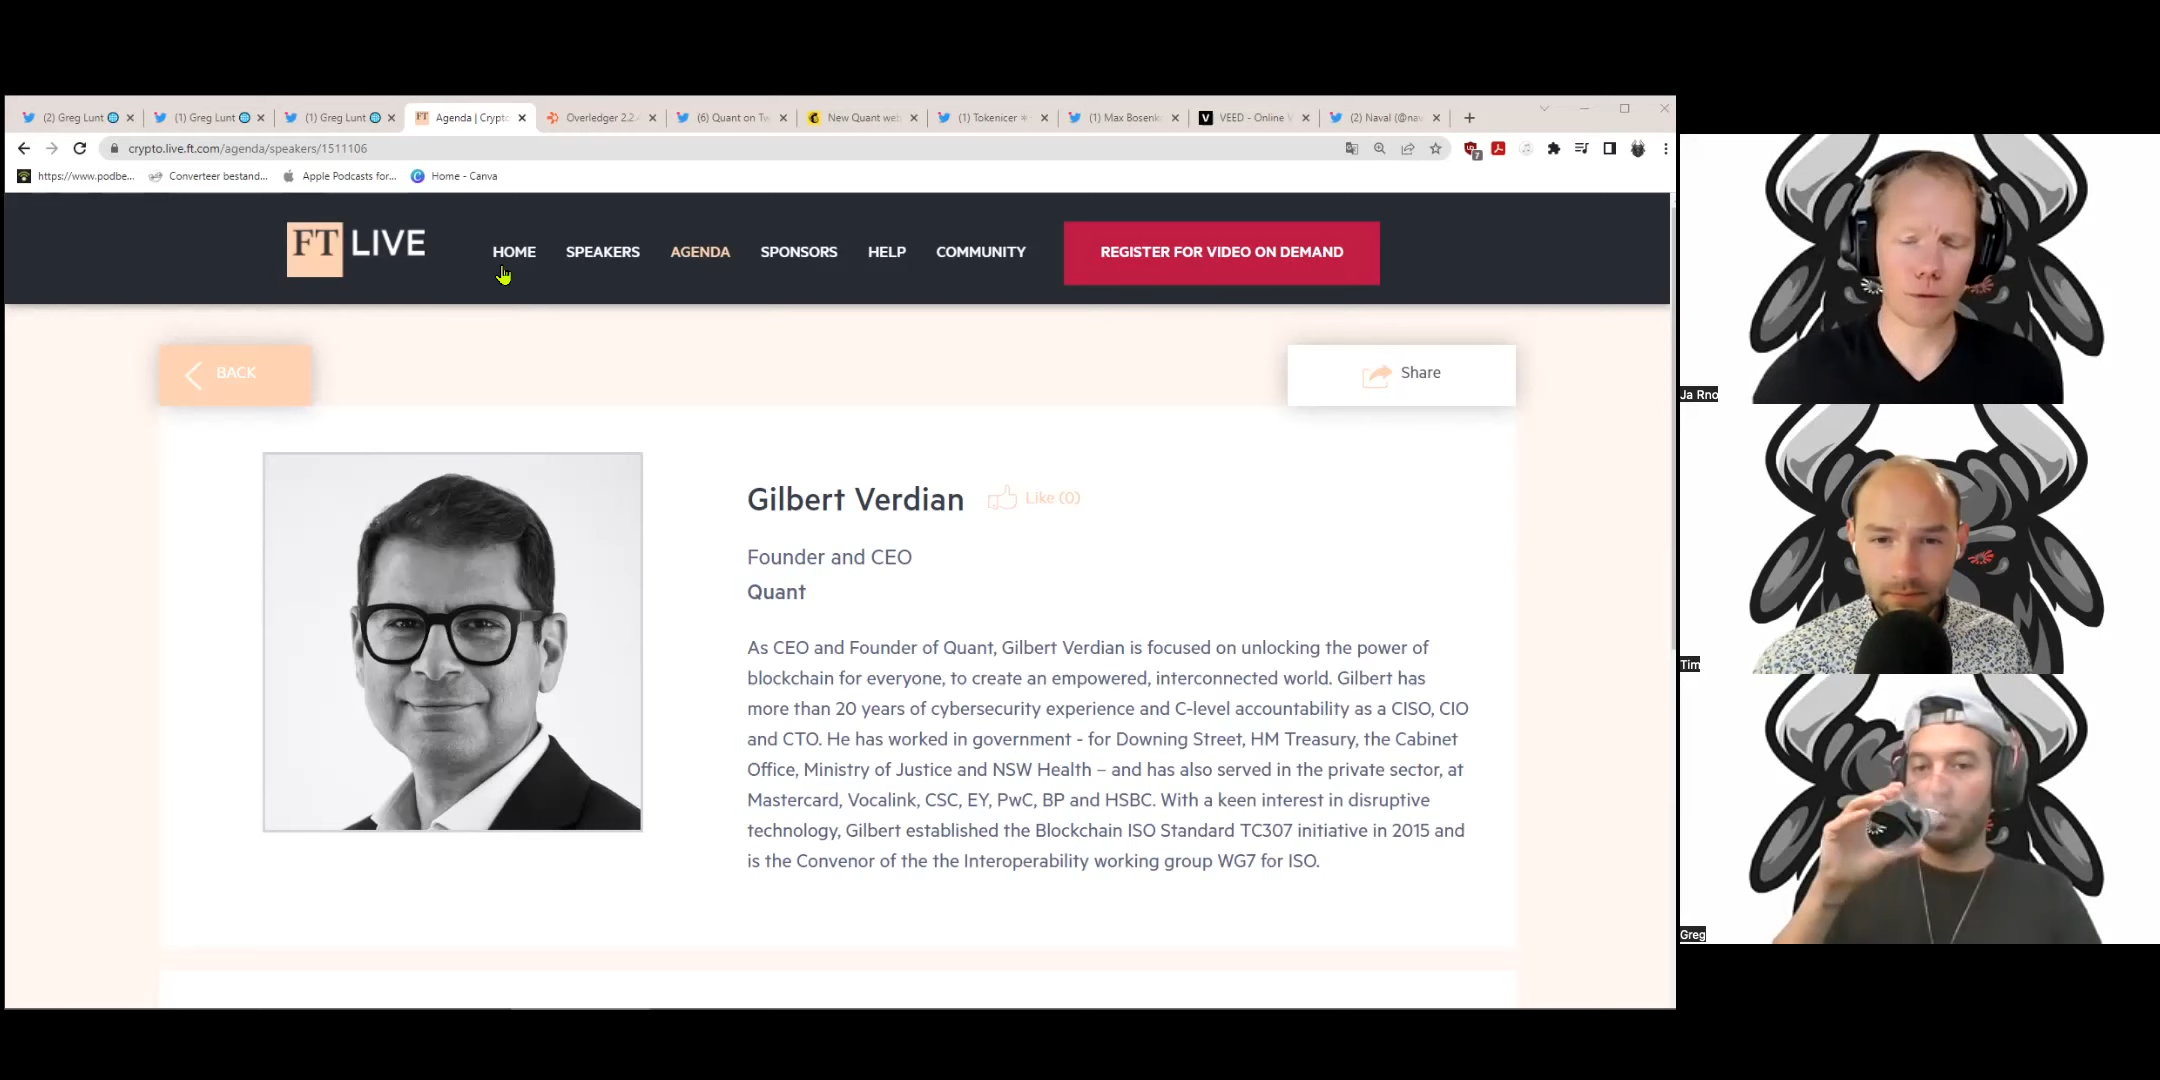 (2) Greg Lunt
(1) Greg Lunt
(1) Greg Lunt
FT Agenda | Crypto
Overledger 2.2.
(6) Quant on Tw
New Quant web
(1) Tokenicer
(1) Max Bosenk
V VEED - Online V
(2) Naval (@nav
crypto.live.ft.com/agenda/speakers/1511106
7
https://www.podbe...
Converteer bestand...
Apple Podcasts for...
C Home - Canva
FT LIVE
HOME
SPEAKERS
AGENDA
SPONSORS
HELP
COMMUNITY
REGISTER FOR VIDEO ON DEMAND
BACK
Share
Gilbert Verdian
Like (0)
Founder and CEO
Quant
As CEO and Founder of Quant, Gilbert Verdian is focused on unlocking the power of
blockchain for everyone, to create an empowered, interconnected world. Gilbert has
more than 20 years of cybersecurity experience and C-level accountability as a CISO, CIO
and CTO. He has worked in government - for Downing Street, HM Treasury, the Cabinet
Office, Ministry of Justice and NSW Health – and has also served in the private sector, at
Mastercard, Vocalink, CSC, EY, PwC, BP and HSBC. With a keen interest in disruptive
technology, Gilbert established the Blockchain ISO Standard TC307 initiative in 2015 and
is the Convenor of the the Interoperability working group WG7 for ISO.
Ja Rno
Tim
Greg